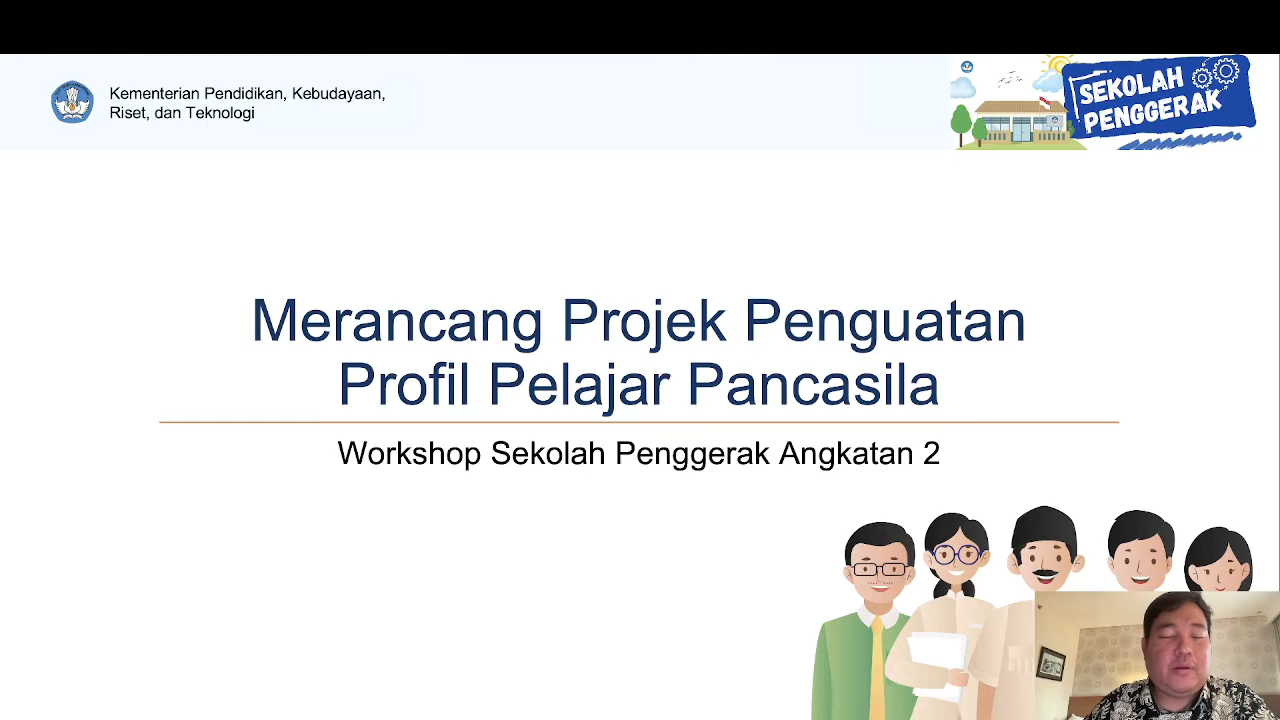 Kementerian Pendidikan, Kebudayaan,
Riset, dan Teknologi
SEKOLAH
PENGGERAK
Merancang Projek Penguatan
Profil Pelajar Pancasila
Workshop Sekolah Penggerak Angkatan 2